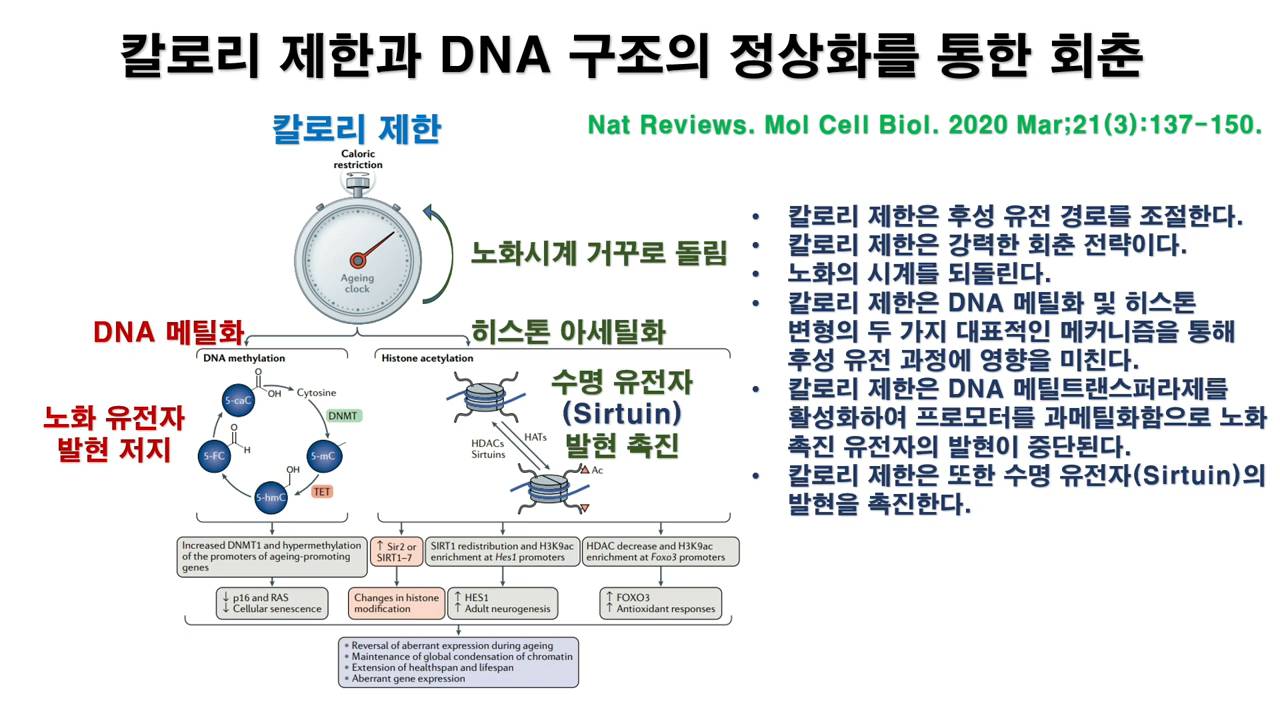 칼로리 제한과 DNA 구조의 정상화를 통한 회춘
칼로리 제한
Nat Reviews. Mol Cell Biol. 2020 Mar;21(3):137-150.
Caloric
restriction
Ageing
clock
노화시계 거꾸로 돌림
DNA 메틸화
히스톤 아세틸화
DNA methylation
Histone acetylation
노화 유전자
발현 저지
5-caC
O
OH
Cytosine
DNMT
5-mC
TET
OH
5-hmC
5-FC
O
H
수명 유전자
(Sirtuin)
발현 촉진
HATs
HDACs
Sirtuins
Ac
Increased DNMT1 and hypermethylation
of the promoters of ageing-promoting
genes
↑ Sir2 or
SIRT1–7
SIRT1 redistribution and H3K9ac
enrichment at Hes1 promoters
HDAC decrease and H3K9ac
enrichment at Foxo3 promoters
↓ p16 and RAS
↓ Cellular senescence
Changes in histone
modification
↑ HES1
↑ Adult neurogenesis
↑ FOXO3
↑ Antioxidant responses
• Reversal of aberrant expression during ageing
• Maintenance of global condensation of chromatin
• Extension of healthspan and lifespan
• Aberrant gene expression
• 칼로리 제한은 후성 유전 경로를 조절한다.
• 칼로리 제한은 강력한 회춘 전략이다.
• 노화의 시계를 되돌린다.
• 칼로리 제한은 DNA 메틸화 및 히스톤
변형의 두 가지 대표적인 메커니즘을 통해
후성 유전 과정에 영향을 미친다.
• 칼로리 제한은 DNA 메틸트랜스퍼라제를
활성화하여 프로모터를 과메틸화함으로 노화
촉진 유전자의 발현이 중단된다.
• 칼로리 제한은 또한 수명 유전자(Sirtuin)의
발현을 촉진한다.